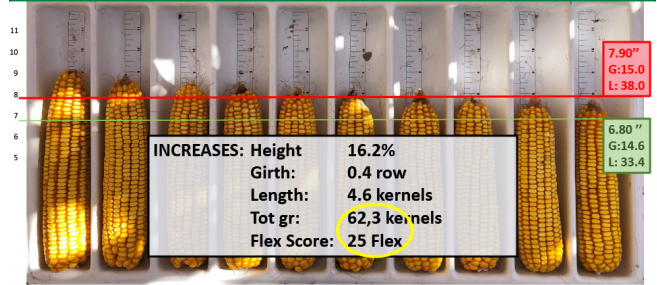 11
10
9
8
7
6
5
7.90”
G:15.0
L: 38.0
6.80 ”
G:14.6
L: 33.4
INCREASES: Height 16.2%
Girth: 0.4 row
Length: 4.6 kernels
Tot gr: 62,3 kernels
Flex Score: 25 Flex